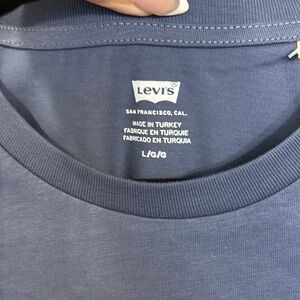 Levi's
SAN FRANCISCO, CAL.
MADE IN TURKEY
FABRIQUE EN TURQUIE
FABRICADO EN TURQUIA
L/G/G